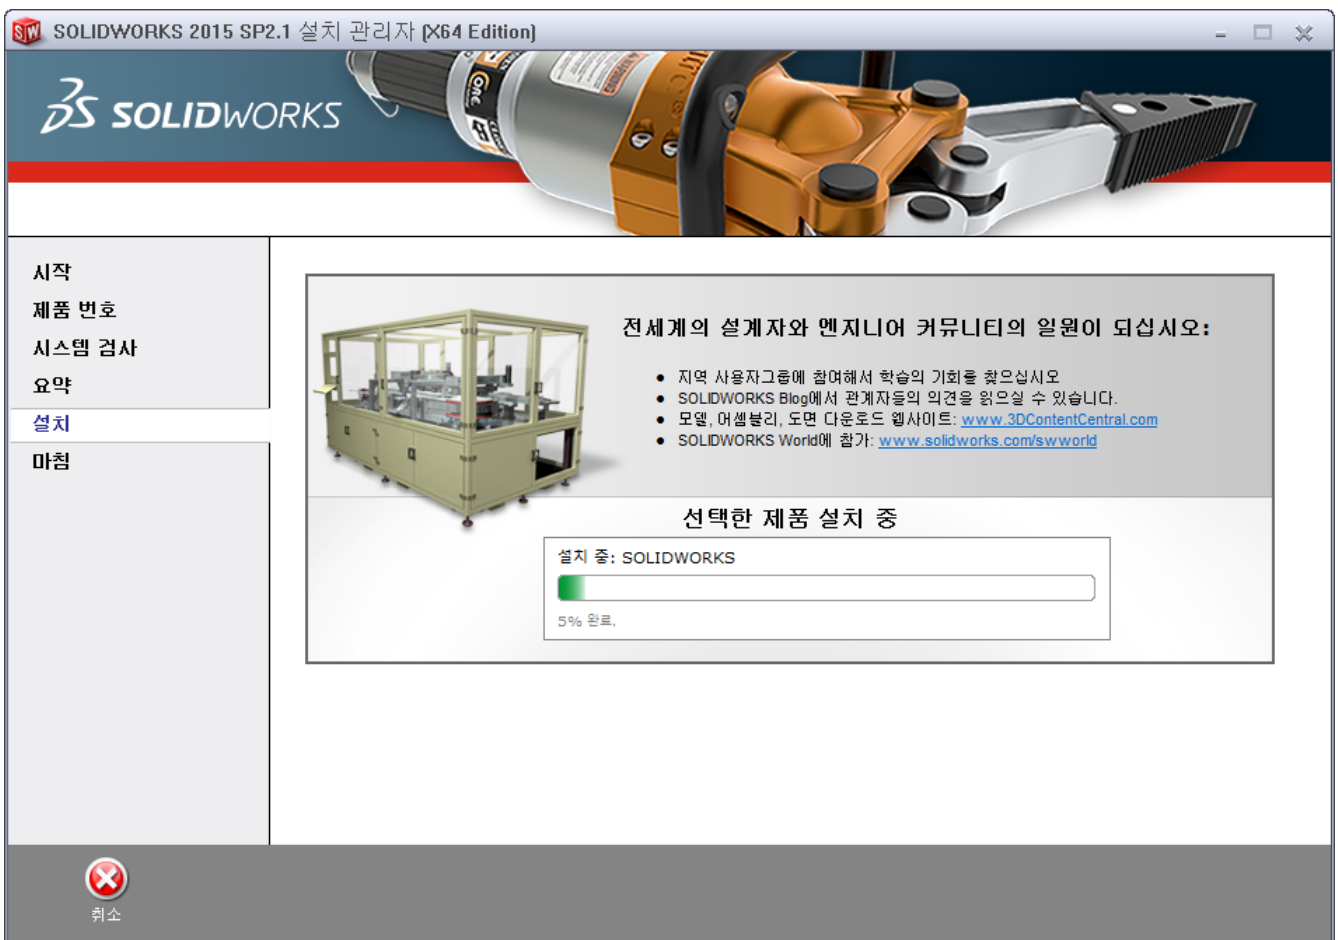 SOLIDWORKS 2015 SP2.1 설치 관리자 (X64 Edition)
SOLIDWORKS
시작
제품 번호
시스템 검사
요약
설치
마침
전세계의 설계자와 엔지니어 커뮤니티의 일원이 되십시오:
지역 사용자그룹에 참여해서 학습의 기회를 찾으십시오
SOLIDWORKS Blog에서 관계자들의 의견을 읽으실 수 있습니다.
모델, 어셈블리, 도면 다운로드 웹사이트: www.3DContentCentral.com
SOLIDWORKS World에 참가: www.solidworks.com/swworld
선택한 제품 설치 중
설치 중: SOLIDWORKS
5% 완료.
취소